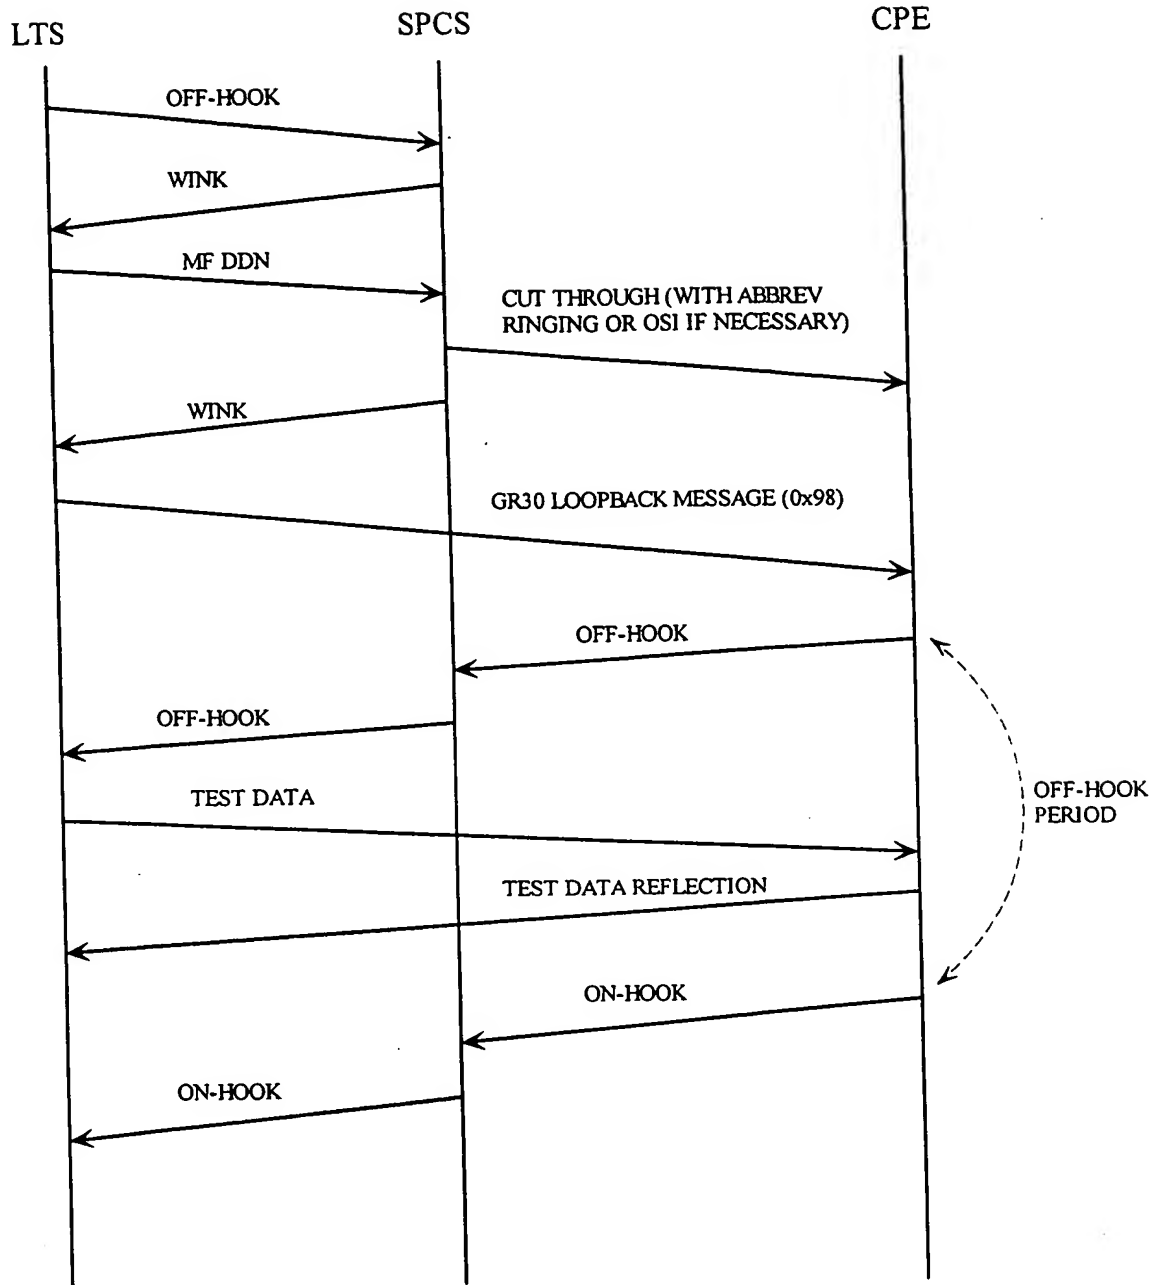 LTS
SPCS
CPE
OFF-HOOK
WINK
MF DDN
CUT THROUGH (WITH ABBREV
RINGING OR OSI IF NECESSARY)
WINK
GR30 LOOPBACK MESSAGE (0x98)
OFF-HOOK
OFF-HOOK
OFF-HOOK
PERIOD
TEST DATA
TEST DATA REFLECTION
ON-HOOK
ON-HOOK